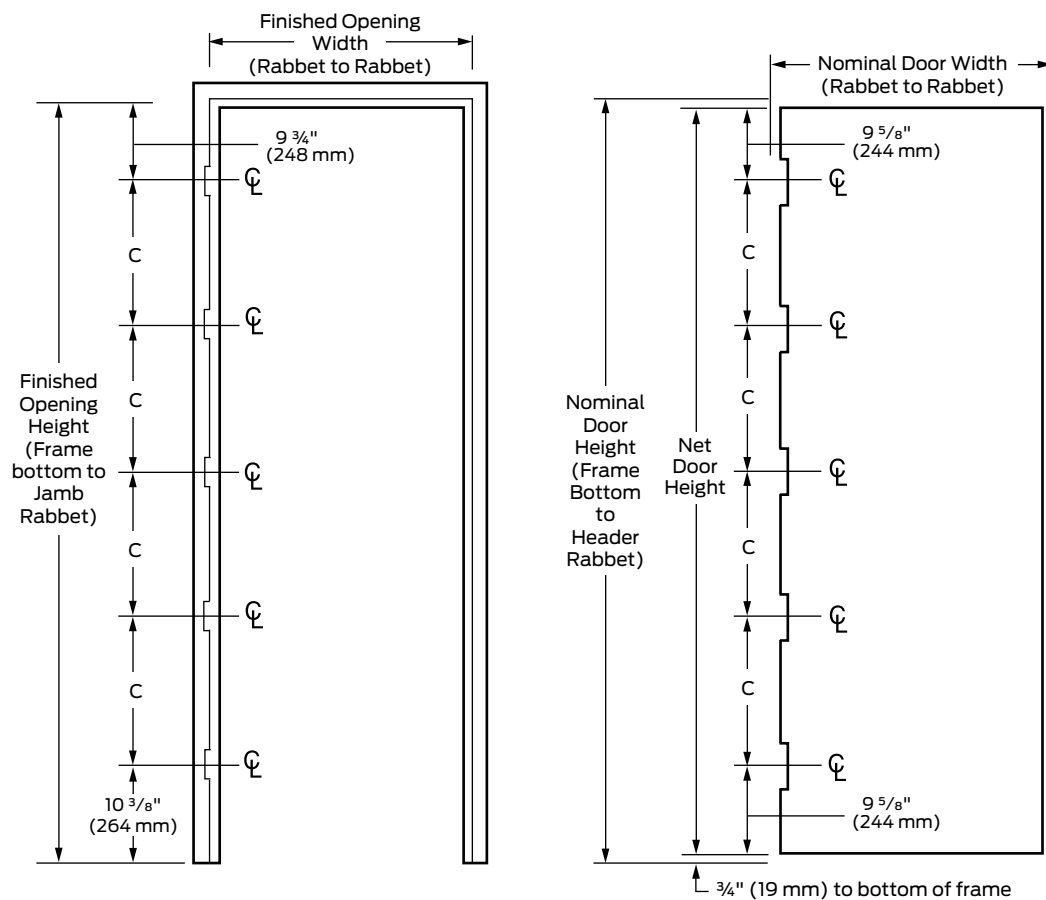 Finished Opening
Width
(Rabbet to Rabbet)
9 ¾"
(248 mm)
℄
C
℄
C
℄
C
℄
C
℄
10 ³/₈"
(264 mm)
Finished
Opening
Height
(Frame
bottom to
Jamb
Rabbet)
Nominal Door Width
(Rabbet to Rabbet)
9 ⁵/₈"
(244 mm)
℄
C
℄
C
℄
C
℄
C
℄
9 ⁵/₈"
(244 mm)
Nominal
Door
Height
(Frame
Bottom
to
Header
Rabbet)
Net
Door
Height
¾" (19 mm) to bottom of frame